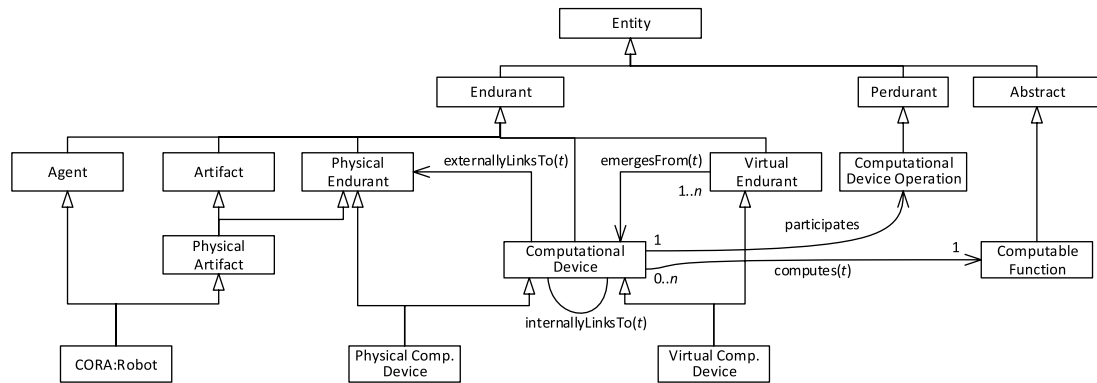 Entity
Endurant
Perdurant
Abstract
Agent
Artifact
Physical
Endurant
externallyLinksTo(t)
emergesFrom(t)
1..n
Virtual
Endurant
Computational
Device Operation
participates
Physical
Artifact
Computational
Device
1
0..n
computes(t)
1
Computable
Function
internallyLinksTo(t)
CORA:Robot
Physical Comp.
Device
Virtual Comp.
Device